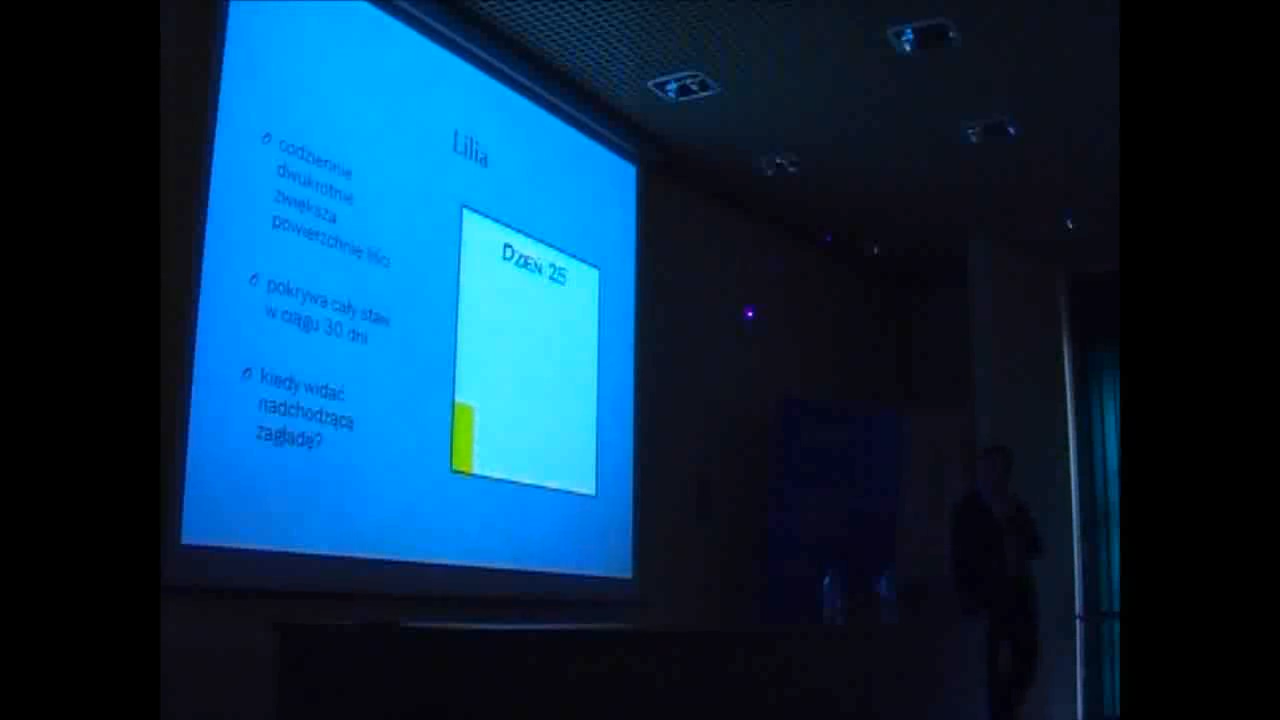 Lilia
codziennie
dwukrotnie
zwiększa
powierzchnię liści
pokrywa cały staw
w ciągu 30 dni
kiedy widać
nadchodzącą
zagładę?
DZIEŃ: 25